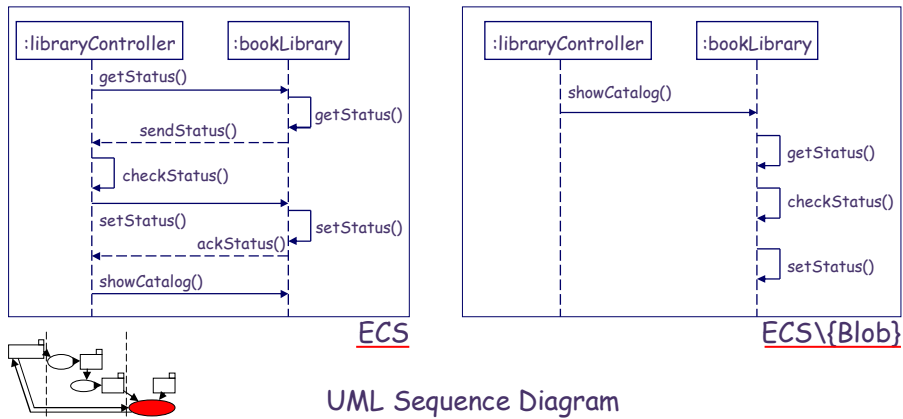 :libraryController
:bookLibrary
getStatus()
getStatus()
sendStatus()
checkStatus()
setStatus()
setStatus()
ackStatus()
showCatalog()
ECS
:libraryController
:bookLibrary
showCatalog()
getStatus()
checkStatus()
setStatus()
ECS\{Blob}
UML Sequence Diagram